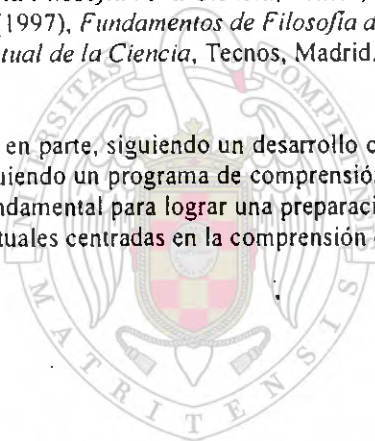 (1997), Fundamentos de Filosofía d
tual de la Ciencia, Tecnos, Madrid.
en parte, siguiendo un desarrollo c
uiendo un programa de comprensió
ndamental para lograr una preparaci
tuales centradas en la comprensión
MATRITENSIS